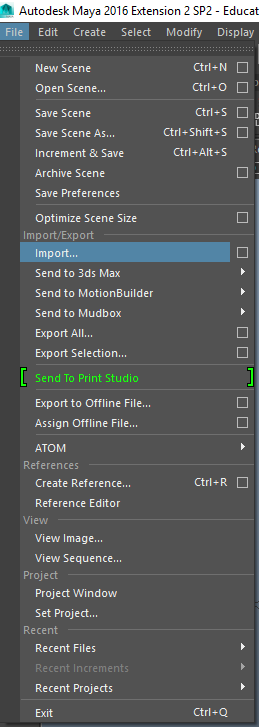 Autodesk Maya 2016 Extension 2 SP2 - Educat
File Edit Create Select Modify Display
New Scene Ctrl+N
Open Scene... Ctrl+O
Save Scene Ctrl+S
Save Scene As... Ctrl+Shift+S
Increment & Save Ctrl+Alt+S
Archive Scene
Save Preferences
Optimize Scene Size
Import/Export
Import...
Send to 3ds Max
Send to MotionBuilder
Send to Mudbox
Export All...
Export Selection...
Send To Print Studio
Export to Offline File...
Assign Offline File...
ATOM
References
Create Reference... Ctrl+R
Reference Editor
View
View Image...
View Sequence...
Project
Project Window
Set Project...
Recent
Recent Files
Recent Increments
Recent Projects
Exit Ctrl+Q